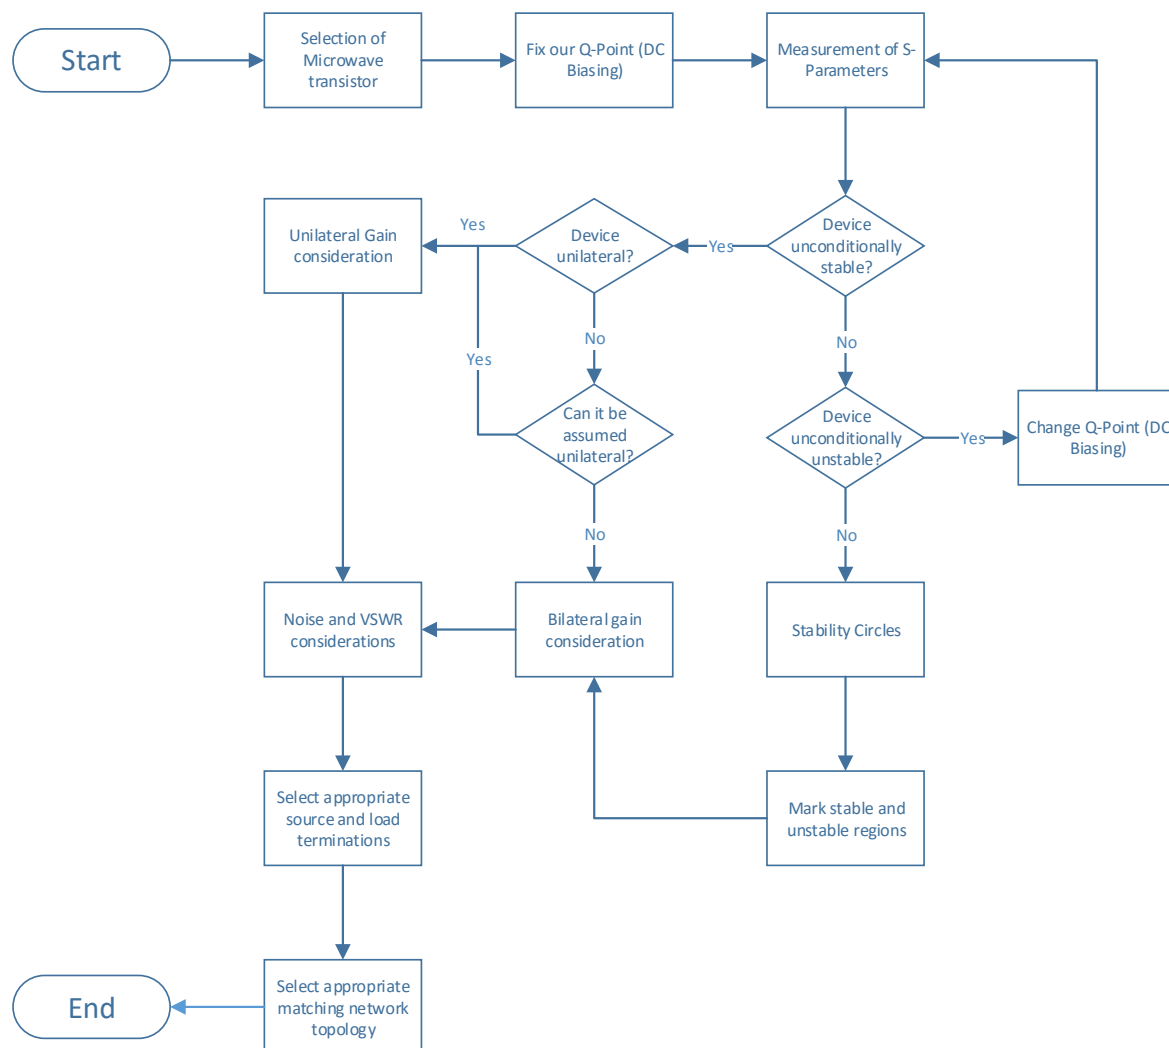 Start
Selection of
Microwave
transistor
Fix our Q-Point (DC
Biasing)
Measurement of S-
Parameters
Unilateral Gain
consideration
Yes
Device
unilateral?
Yes
Device
unconditionally
stable?
No
Yes
No
Can it be
assumed
unilateral?
Device
unconditionally
unstable?
Yes
Change Q-Point (DC
Biasing)
No
No
Noise and VSWR
considerations
Bilateral gain
consideration
Stability Circles
Select appropriate
source and load
terminations
Mark stable and
unstable regions
End
Select appropriate
matching network
topology